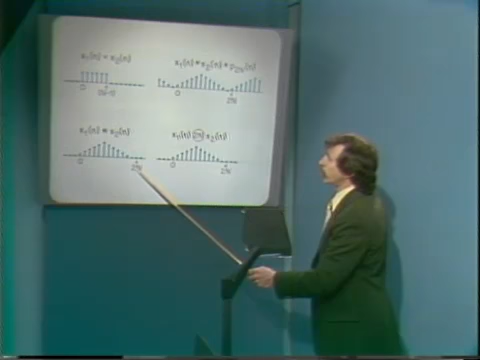 x₁(n) = x₂(n)
0
(N-1)
x₁(n) * x₂(n) * p₂N(n)
0
2N
x₁(n) * x₂(n)
0
2N
x₁(n) (2N) x₂(n)
0
2N